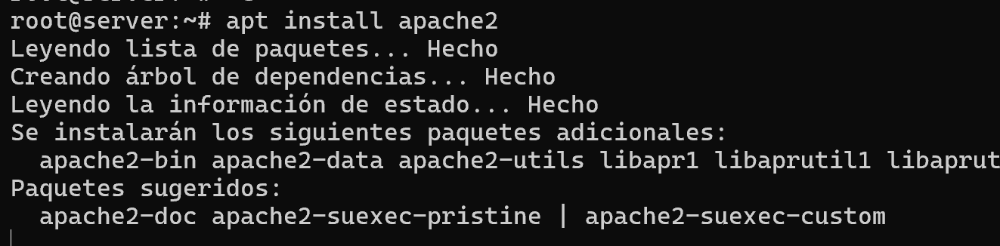 root@server:~# apt install apache2
Leyendo lista de paquetes... Hecho
Creando árbol de dependencias... Hecho
Leyendo la información de estado... Hecho
Se instalarán los siguientes paquetes adicionales:
apache2-bin apache2-data apache2-utils libapr1 libaprutil1 libaprut
Paquetes sugeridos:
apache2-doc apache2-suexec-pristine | apache2-suexec-custom